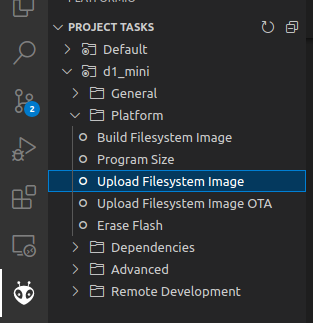 PROJECT TASKS
Default
d1_mini
General
Platform
Build Filesystem Image
Program Size
Upload Filesystem Image
Upload Filesystem Image OTA
Erase Flash
Dependencies
Advanced
Remote Development
2